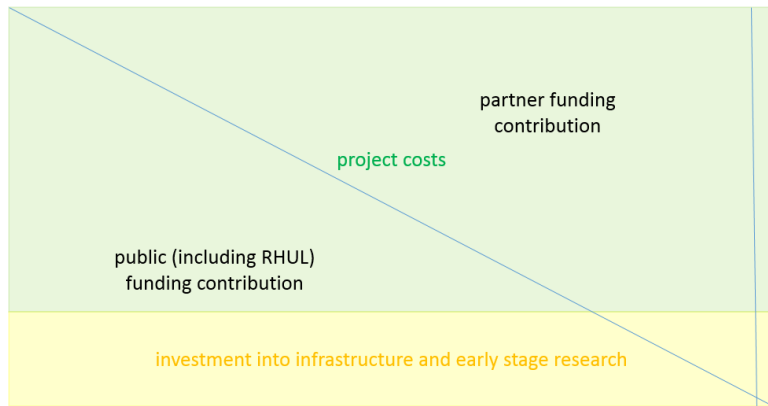 partner funding
contribution
project costs
public (including RHUL)
funding contribution
investment into infrastructure and early stage research